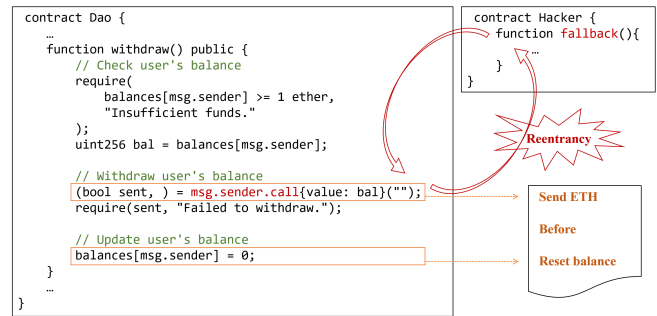 contract Dao {
…
function withdraw() public {
// Check user's balance
require(
balances[msg.sender] >= 1 ether,
"Insufficient funds."
);
uint256 bal = balances[msg.sender];
// Withdraw user's balance
(bool sent, ) = msg.sender.call{value: bal}("");
require(sent, "Failed to withdraw.");
// Update user's balance
balances[msg.sender] = 0;
}
…
}
contract Hacker {
function fallback(){
…
}
}
Reentrancy
Send ETH
Before
Reset balance